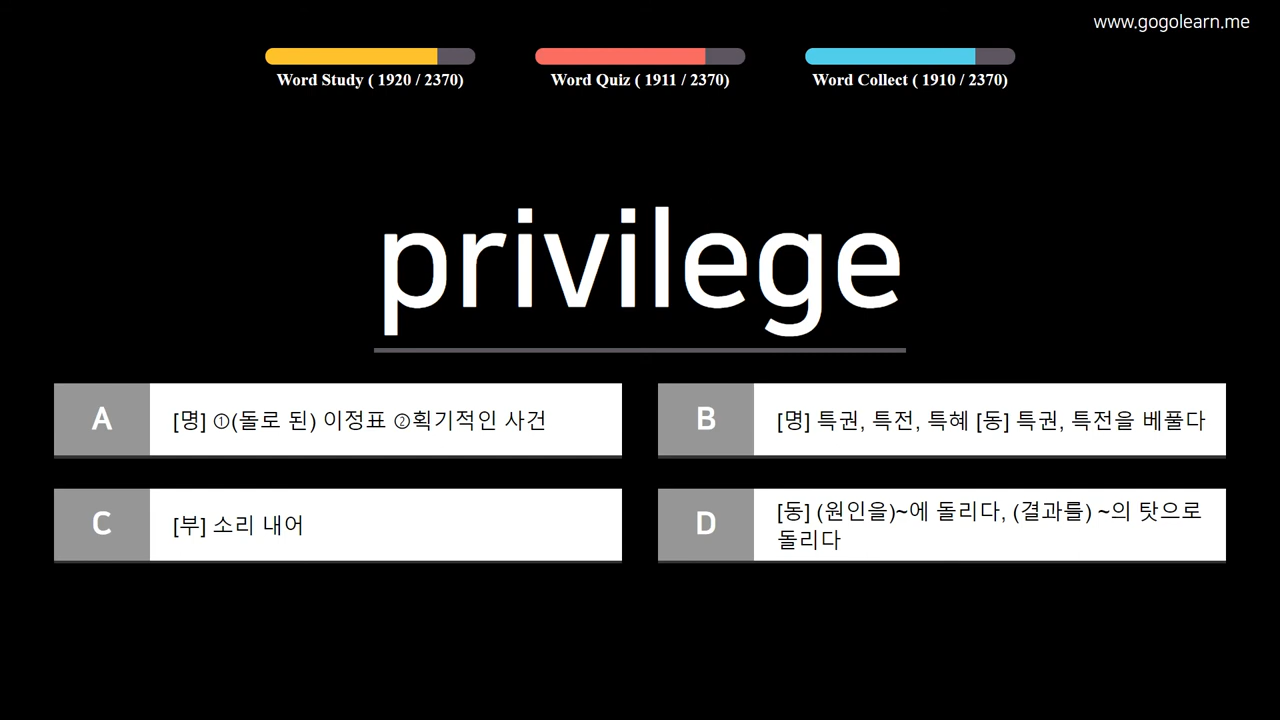 www.gogolearn.me
Word Study ( 1920 / 2370)
Word Quiz ( 1911 / 2370)
Word Collect ( 1910 / 2370)
privilege
A
[명] ①(돌로 된) 이정표 ②획기적인 사건
B
[명] 특권, 특전, 특혜 [동] 특권, 특전을 베풀다
C
[부] 소리 내어
D
[동] (원인을)~에 돌리다, (결과를) ~의 탓으로
돌리다